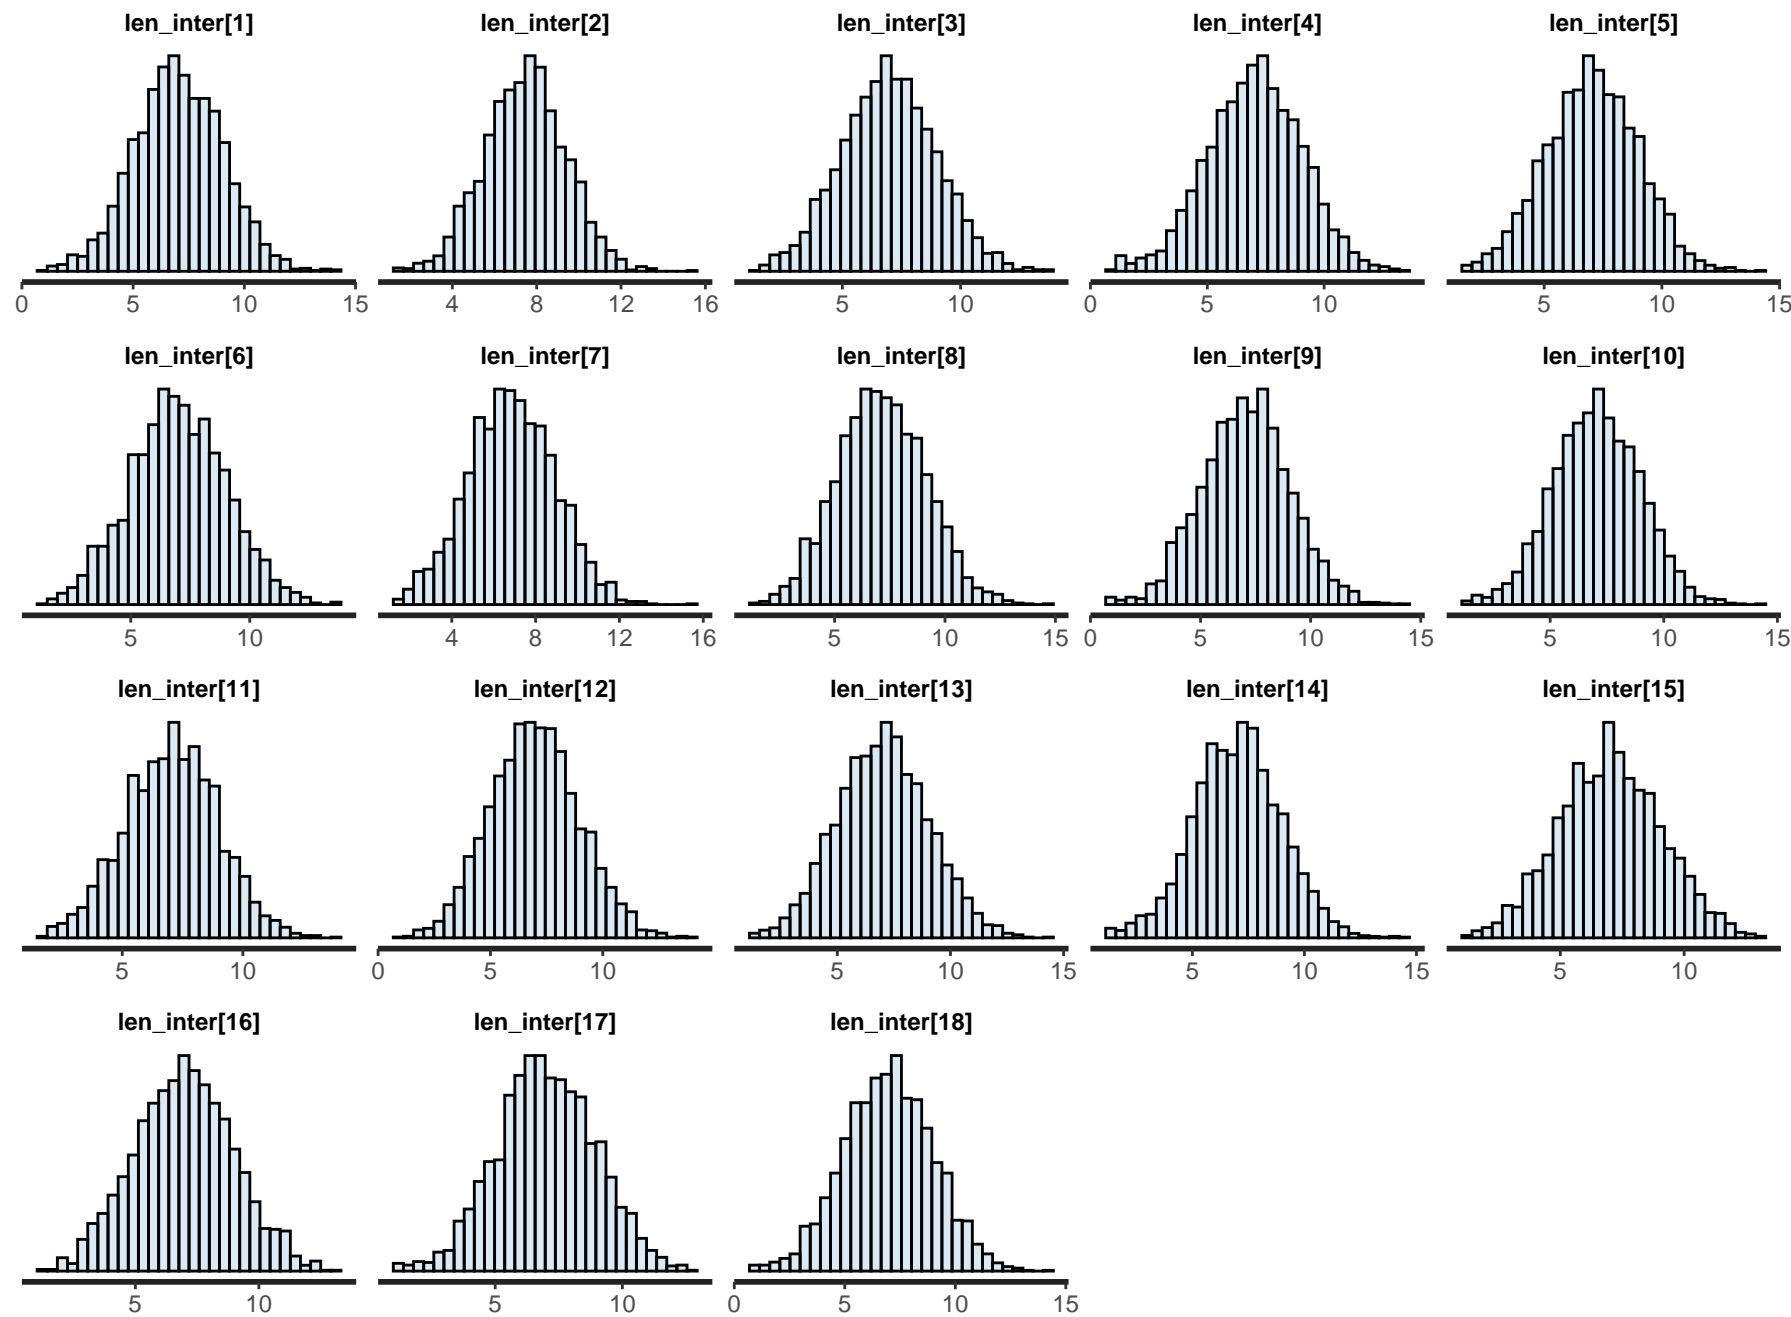 len_inter[1] len_inter[2] len_inter[3] len_inter[4] len_inter[5]
0 5 10 15 4 8 12 16 5 10 0 5 10 5 10 15
len_inter[6] len_inter[7] len_inter[8] len_inter[9] len_inter[10]
5 10 4 8 12 16 5 10 15 0 5 10 15 5 10 15
len_inter[11] len_inter[12] len_inter[13] len_inter[14] len_inter[15]
5 10 0 5 10 5 10 15 5 10 15 5 10
len_inter[16] len_inter[17] len_inter[18]
5 10 5 10 0 5 10 15